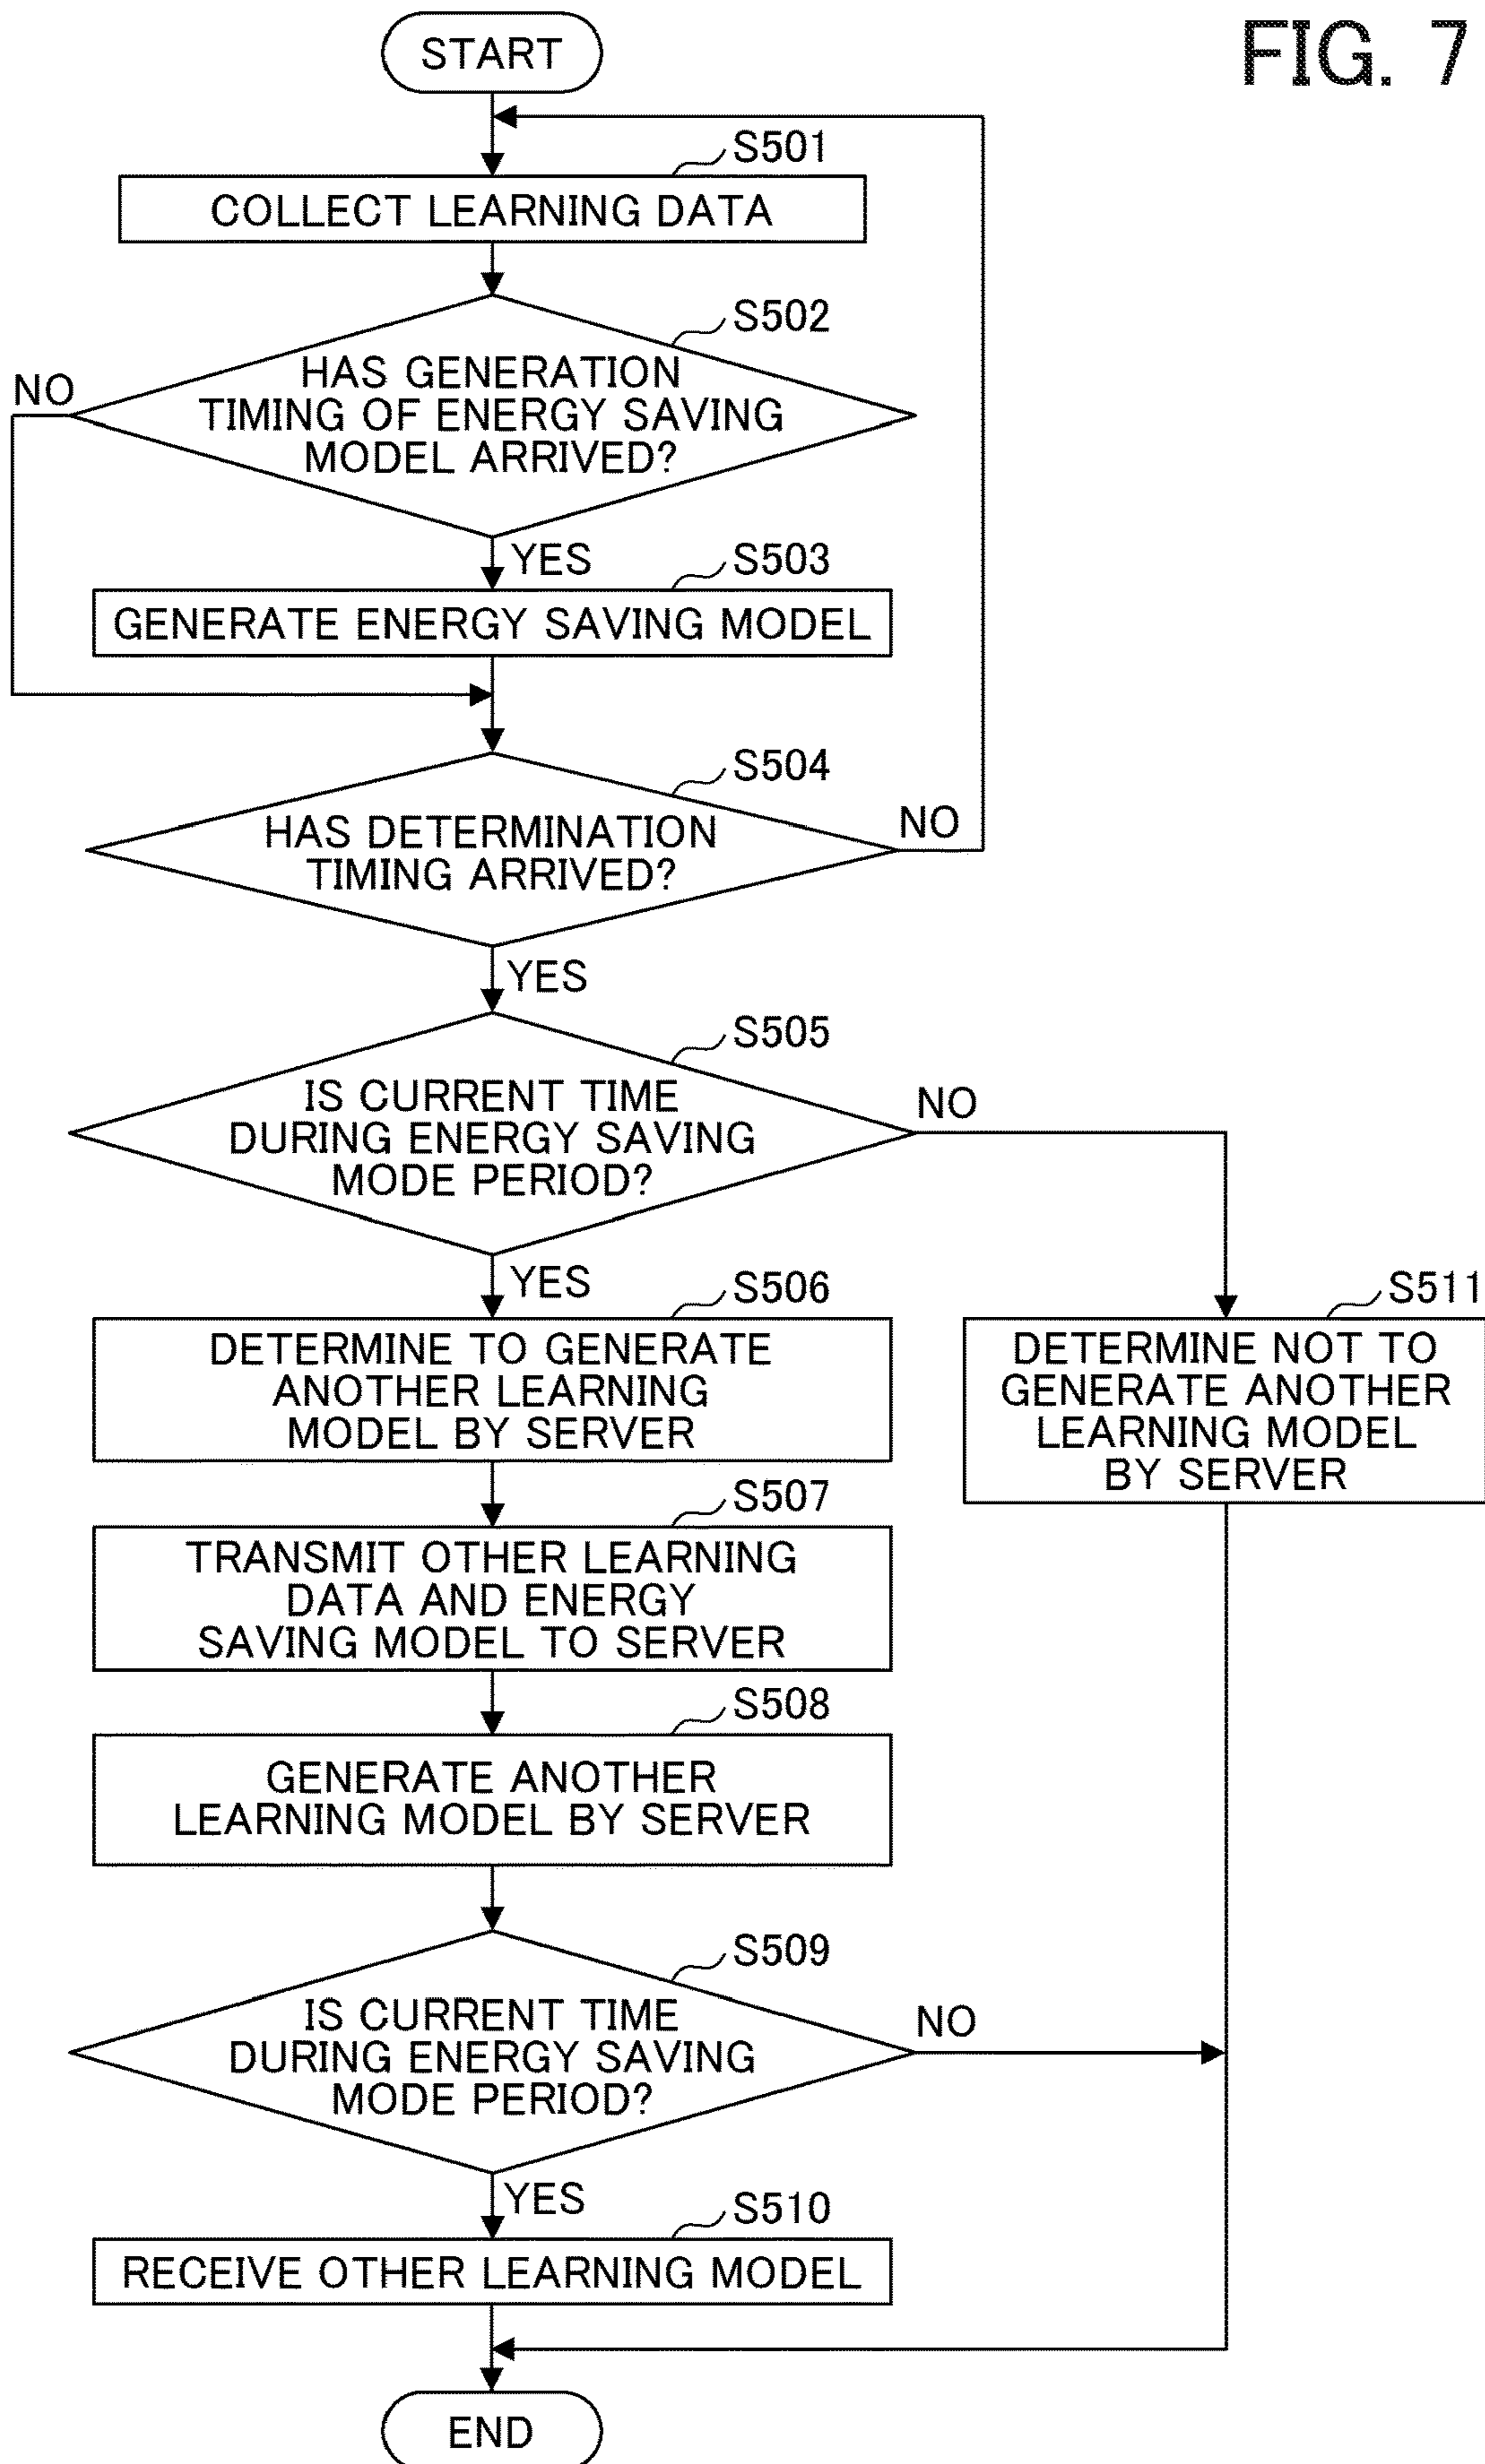 FIG. 7
START
S501
COLLECT LEARNING DATA
S502
HAS GENERATION
TIMING OF ENERGY SAVING
MODEL ARRIVED?
NO
YES
S503
GENERATE ENERGY SAVING MODEL
S504
HAS DETERMINATION
TIMING ARRIVED?
NO
YES
S505
IS CURRENT TIME
DURING ENERGY SAVING
MODE PERIOD?
NO
YES
S506
DETERMINE TO GENERATE
ANOTHER LEARNING
MODEL BY SERVER
S511
DETERMINE NOT TO
GENERATE ANOTHER
LEARNING MODEL
BY SERVER
S507
TRANSMIT OTHER LEARNING
DATA AND ENERGY
SAVING MODEL TO SERVER
S508
GENERATE ANOTHER
LEARNING MODEL BY SERVER
S509
IS CURRENT TIME
DURING ENERGY SAVING
MODE PERIOD?
NO
YES
S510
RECEIVE OTHER LEARNING MODEL
END